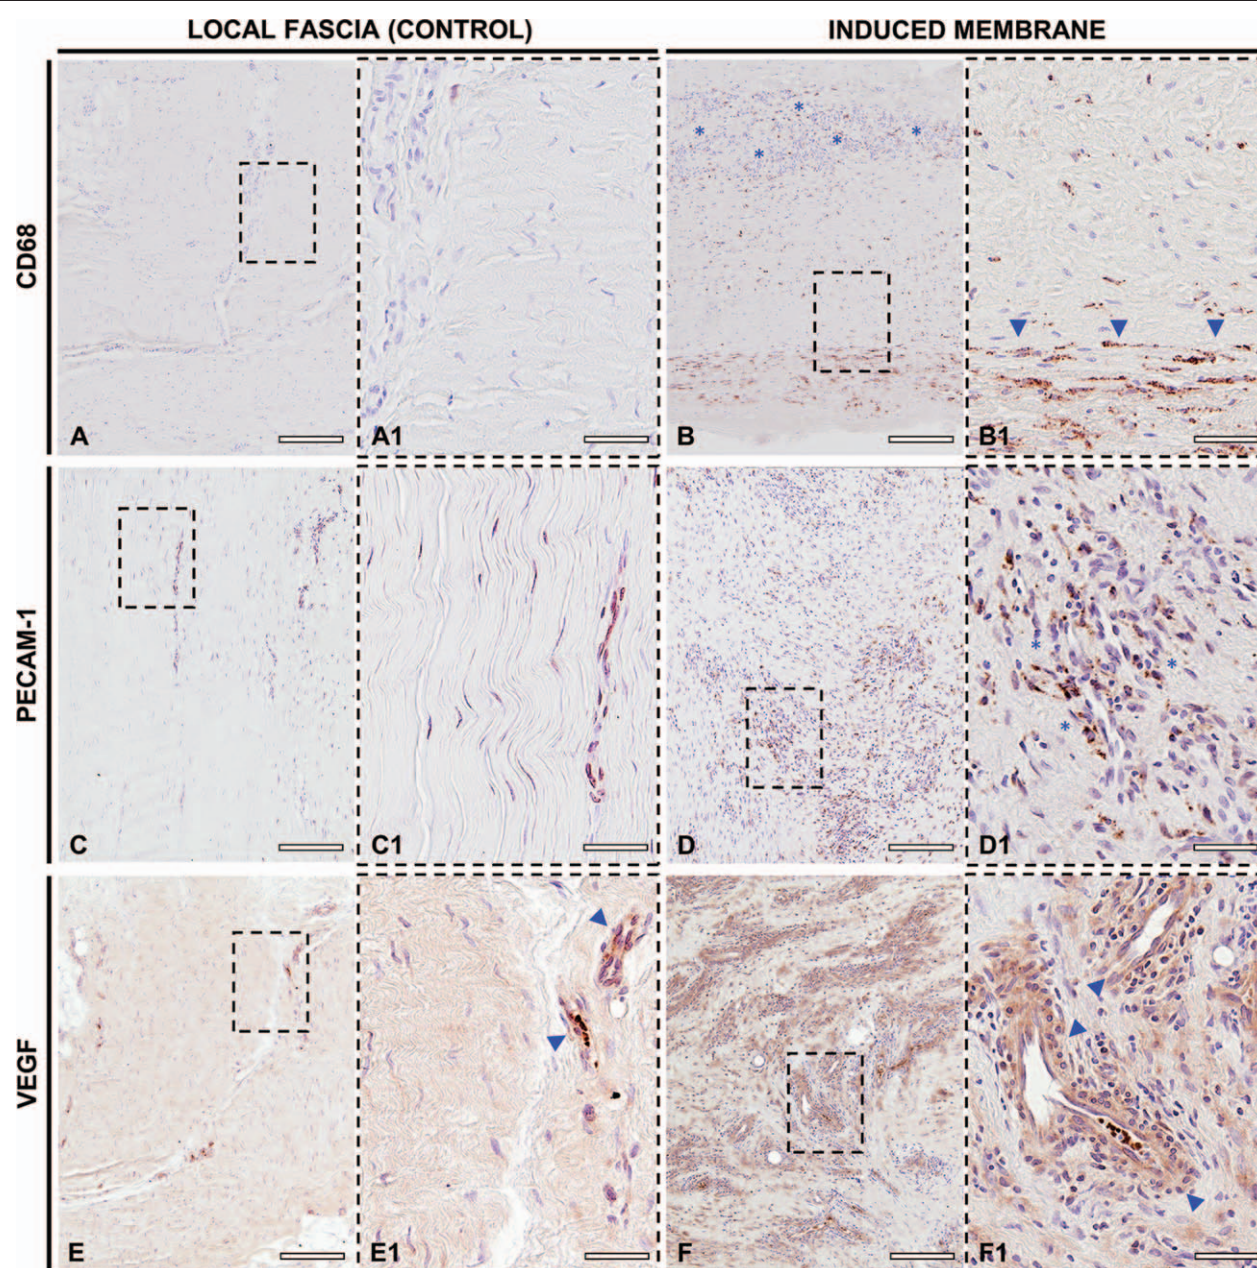 LOCAL FASCIA (CONTROL) INDUCED MEMBRANE
CD68
A A1 B B1
PECAM-1
C C1 D D1
VEGF
E E1 F F1